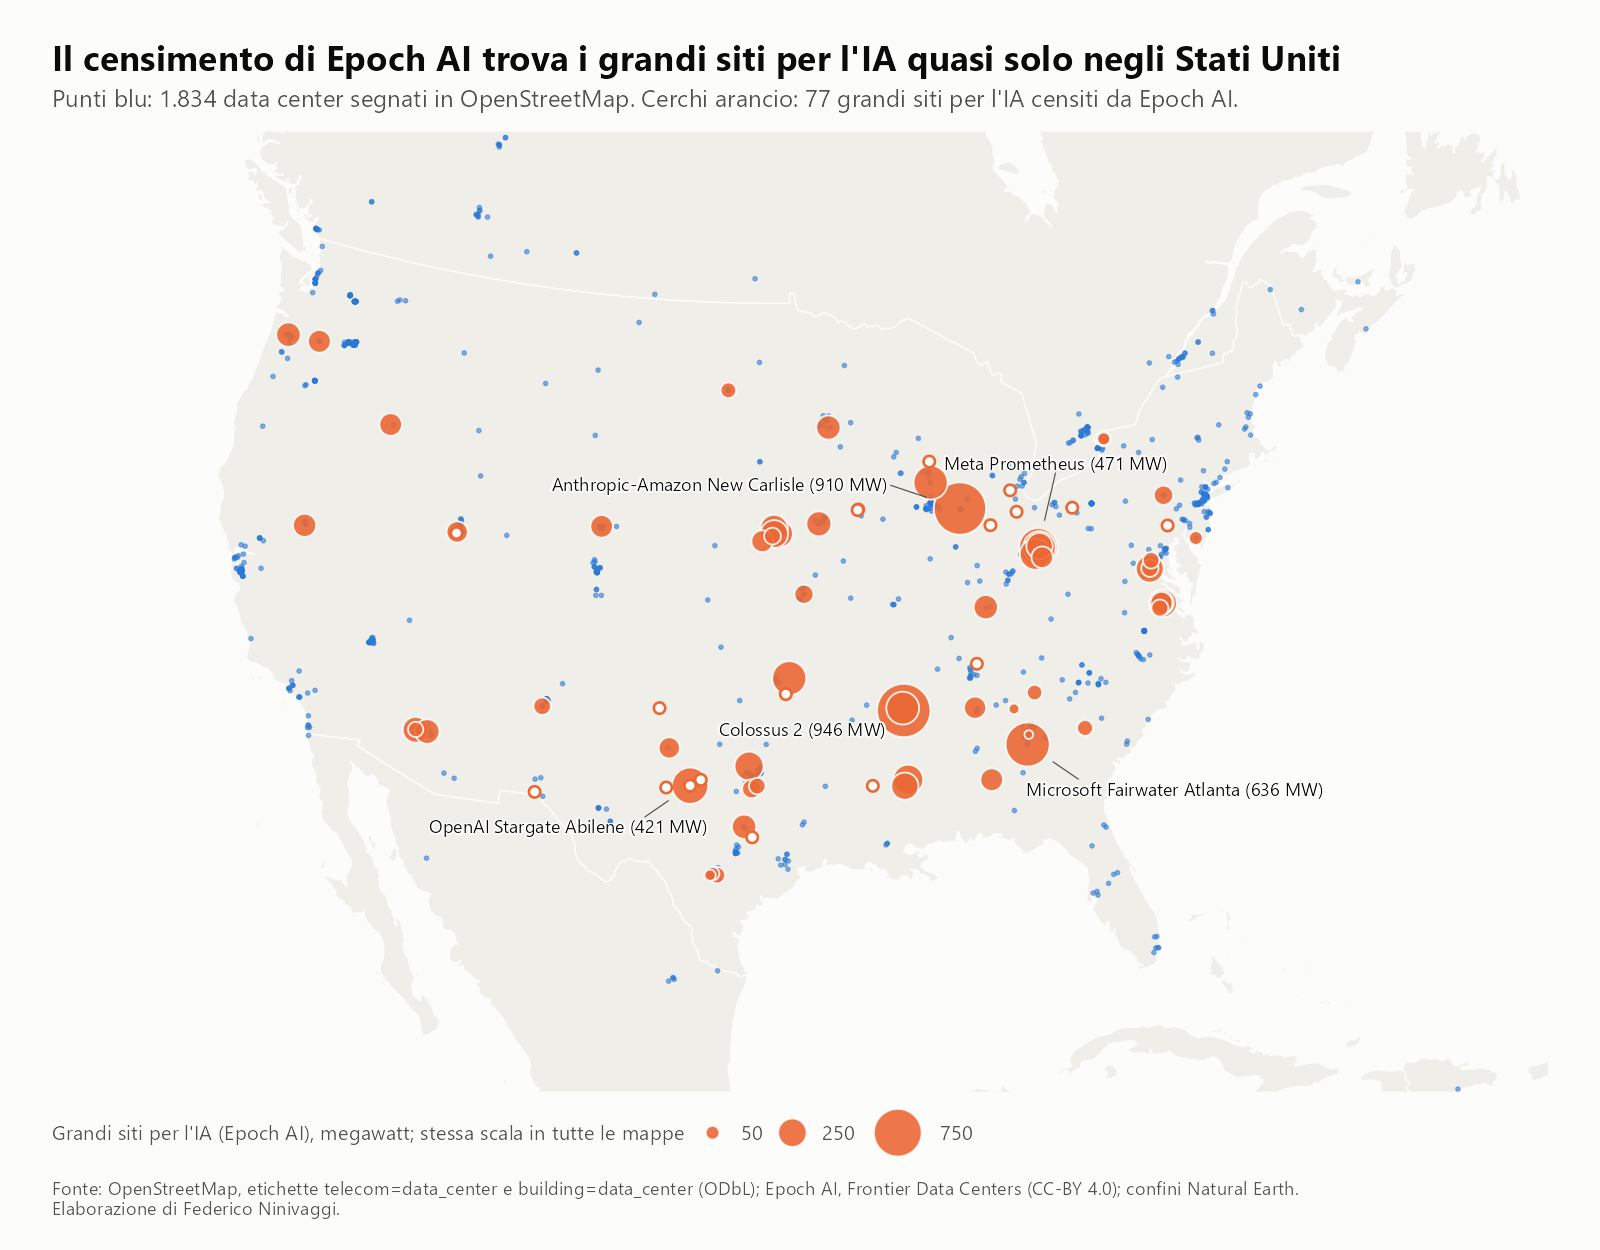 Il censimento di Epoch AI trova i grandi siti per l'IA quasi solo negli Stati Uniti
Punti blu: 1.834 data center segnati in OpenStreetMap. Cerchi arancio: 77 grandi siti per l'IA censiti da Epoch AI.
Meta Prometheus (471 MW)
Anthropic-Amazon New Carlisle (910 MW)
Colossus 2 (946 MW)
Microsoft Fairwater Atlanta (636 MW)
OpenAI Stargate Abilene (421 MW)
Grandi siti per l'IA (Epoch AI), megawatt; stessa scala in tutte le mappe 50 250 750
Fonte: OpenStreetMap, etichette telecom=data_center e building=data_center (ODbL); Epoch AI, Frontier Data Centers (CC-BY 4.0); confini Natural Earth.
Elaborazione di Federico Ninivaggi.